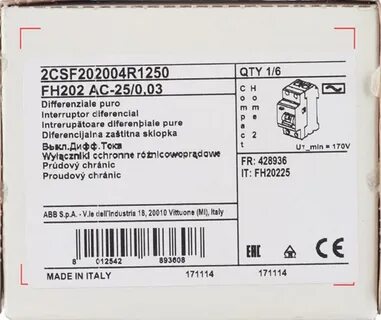 2CSF202004R1250
QTY 1/6
FH202 AC-25/0,03
Differenziale puro
Interruptor diferencial
Intrerupătoare diferenţiale pure
Diferencijalna zaštitna sklopka
Выкл.Дифф.Тока
Wyłączniki ochronne różnicowoprądowe
Prúdový chránič
Proudový chránič
Compact
Home
2
UT_min = 170V
FR: 428936
IT: FH20225
ABB S.p.A. - V.le dell'Industria 18, 20010 Vittuone (MI), Italy
8 012542 893608
EAC
CE
MADE IN ITALY
171114
171114